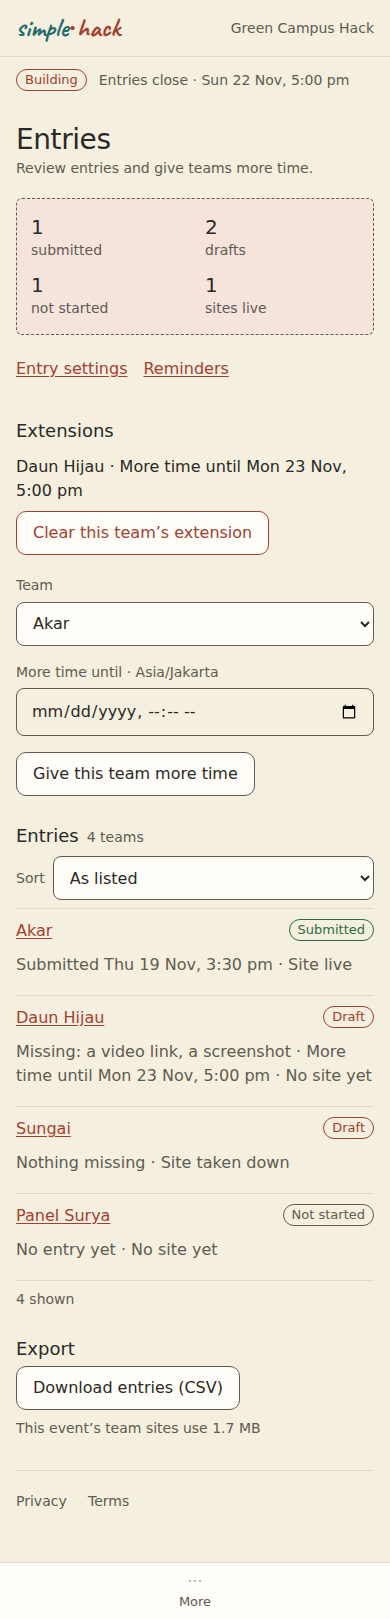 simple·hack
Green Campus Hack
Building
Entries close · Sun 22 Nov, 5:00 pm
Entries
Review entries and give teams more time.
1
submitted
2
drafts
1
not started
1
sites live
Entry settings
Reminders
Extensions
Daun Hijau · More time until Mon 23 Nov,
5:00 pm
Clear this team’s extension
Team
Akar
More time until · Asia/Jakarta
mm/dd/yyyy, --:-- --
Give this team more time
Entries 4 teams
Sort
As listed
Akar
Submitted
Submitted Thu 19 Nov, 3:30 pm · Site live
Daun Hijau
Draft
Missing: a video link, a screenshot · More
time until Mon 23 Nov, 5:00 pm · No site yet
Sungai
Draft
Nothing missing · Site taken down
Panel Surya
Not started
No entry yet · No site yet
4 shown
Export
Download entries (CSV)
This event’s team sites use 1.7 MB
Privacy
Terms
...
More